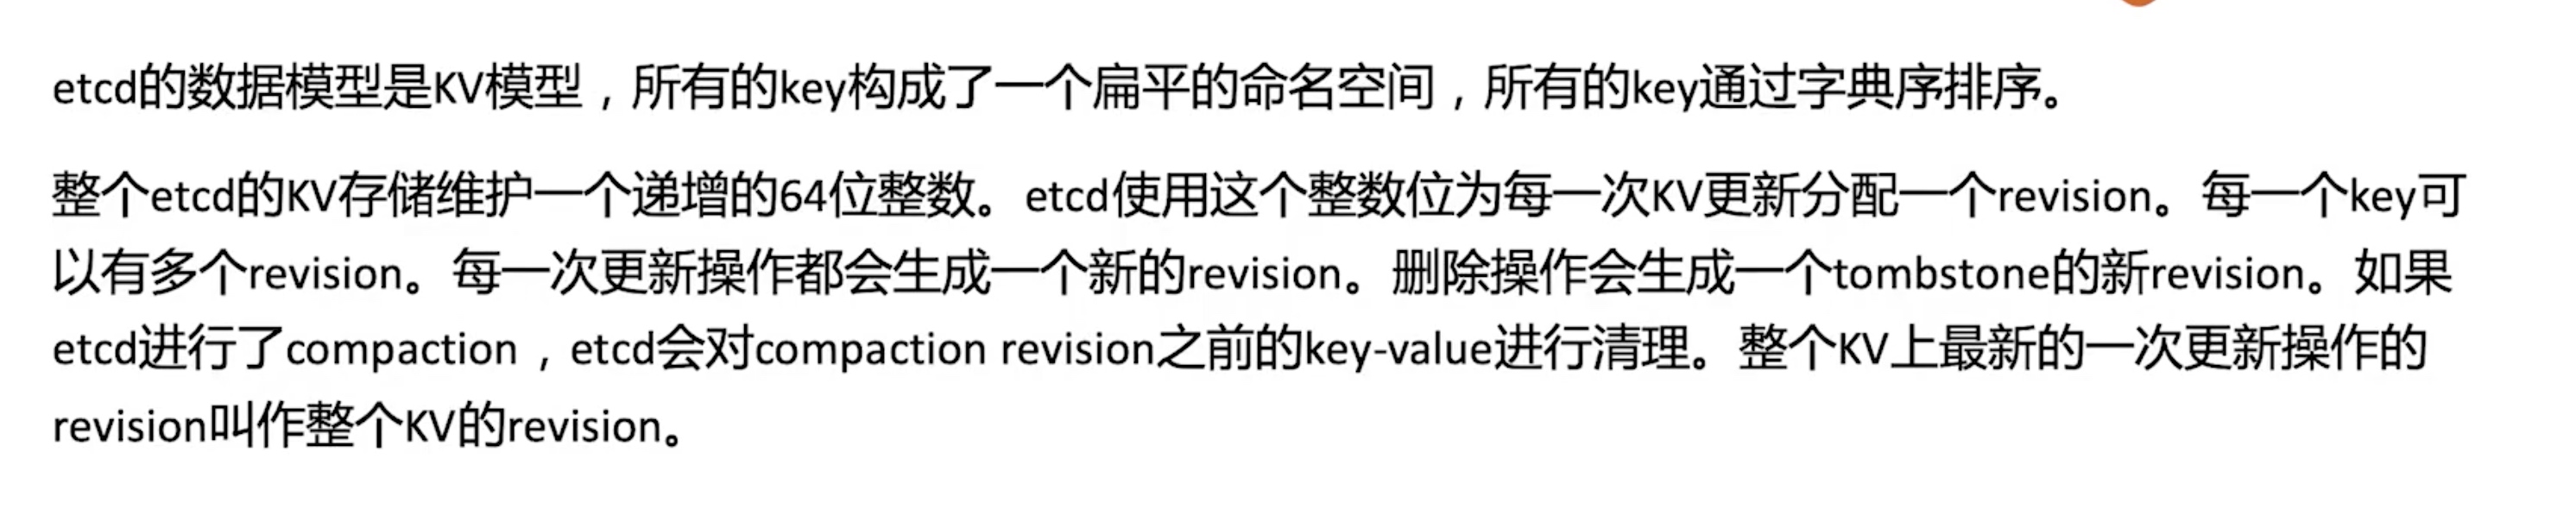 etcd的数据模型是KV模型，所有的key构成了一个扁平的命名空间，所有的key通过字典序排序。
整个etcd的KV存储维护一个递增的64位整数。etcd使用这个整数位为每一次KV更新分配一个revision。每一个key可
以有多个revision。每一次更新操作都会生成一个新的revision。删除操作会生成一个tombstone的新revision。如果
etcd进行了compaction，etcd会对compaction revision之前的key-value进行清理。整个KV上最新的一次更新操作的
revision叫作整个KV的revision。